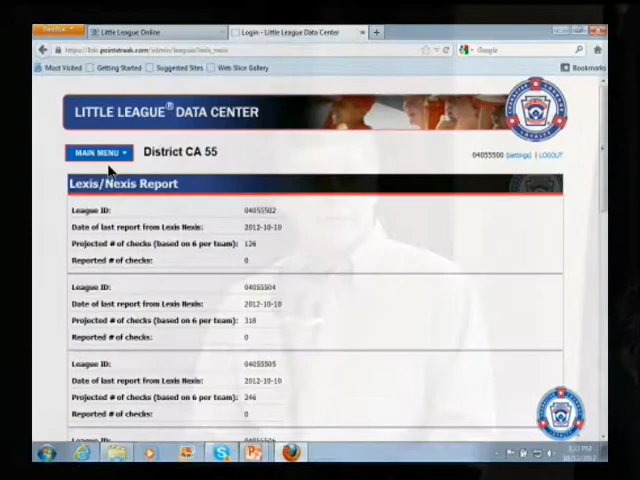 Firefox
Little League Online
Login - Little League Data Center
Google
Most Visited
Getting Started
Suggested Sites
Web Slice Gallery
Bookmarks
LITTLE LEAGUE® DATA CENTER
MAIN MENU
District CA 55
04055500 (settings) | LOGOUT
Lexis/Nexis Report
League ID: 04055502
Date of last report from Lexis Nexis: 2012-10-10
Projected # of checks (based on 6 per team): 126
Reported # of checks: 0
League ID: 04055504
Date of last report from Lexis Nexis: 2012-10-10
Projected # of checks (based on 6 per team): 318
Reported # of checks: 0
League ID: 04055505
Date of last report from Lexis Nexis: 2012-10-10
Projected # of checks (based on 6 per team): 246
Reported # of checks: 0
League ID: